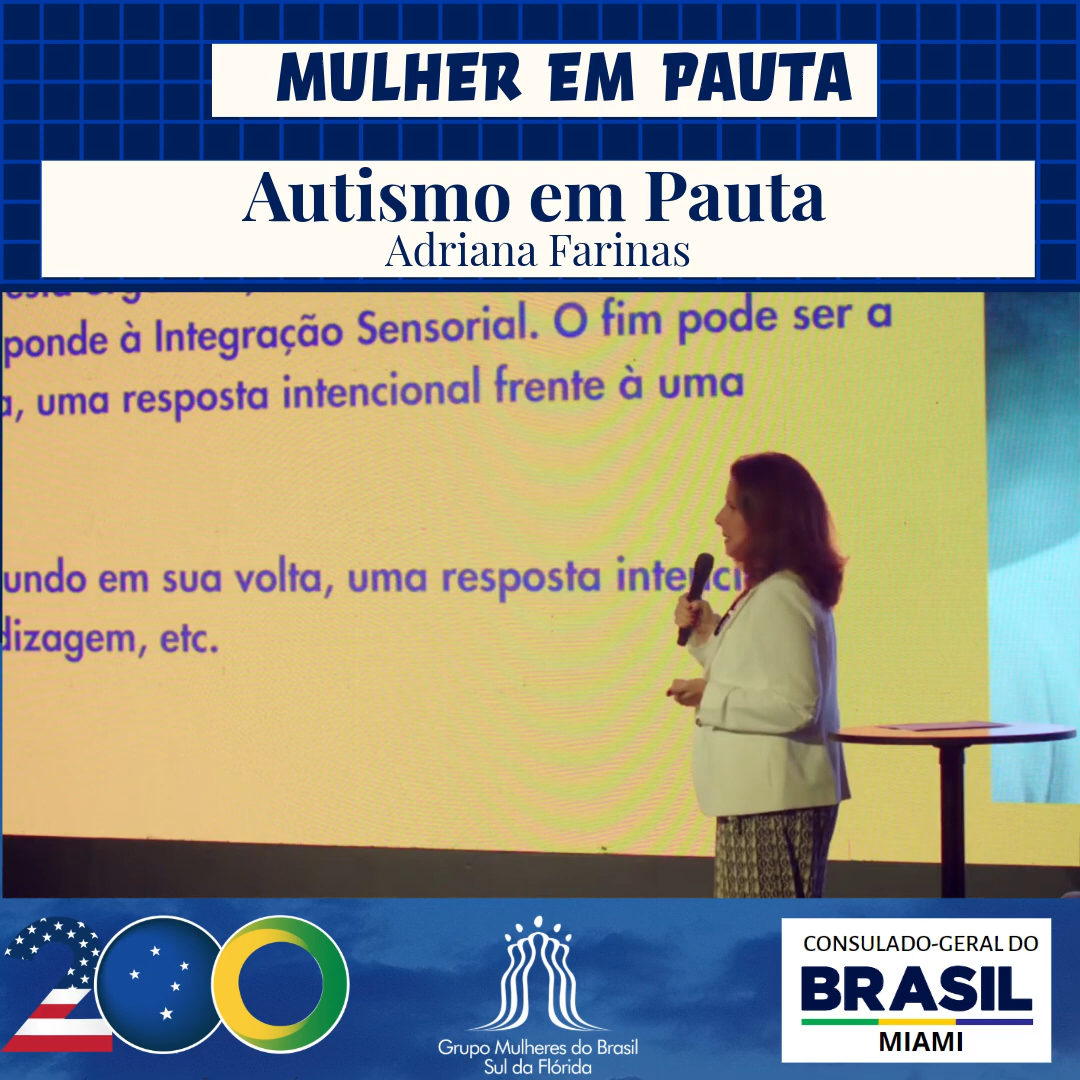 MULHER EM PAUTA
Autismo em Pauta
Adriana Farinas
ponde à Integração Sensorial. O fim pode ser a
a, uma resposta intencional frente à uma
undo em sua volta, uma resposta intenci
dizagem, etc.
200
Grupo Mulheres do Brasil
Sul da Flórida
CONSULADO-GERAL DO
BRASIL
MIAMI